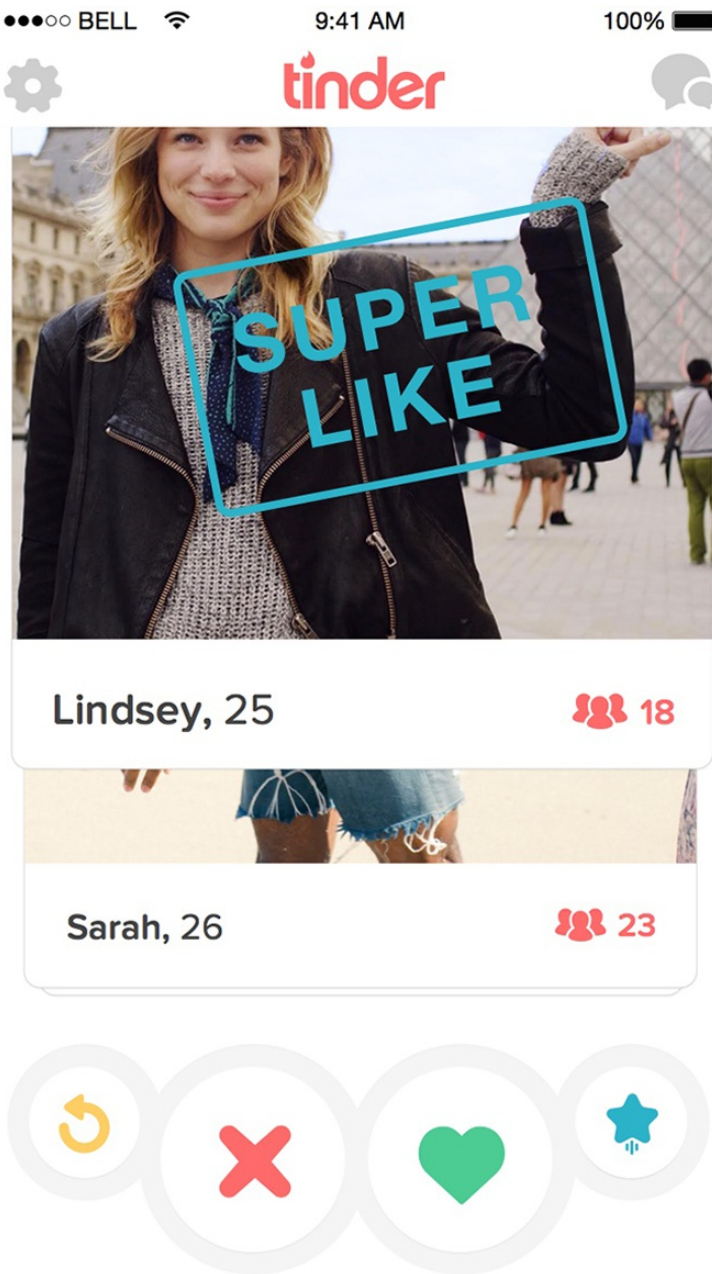 BELL 9:41 AM 100%
tinder
SUPER
LIKE
Lindsey, 25 18
Sarah, 26 23